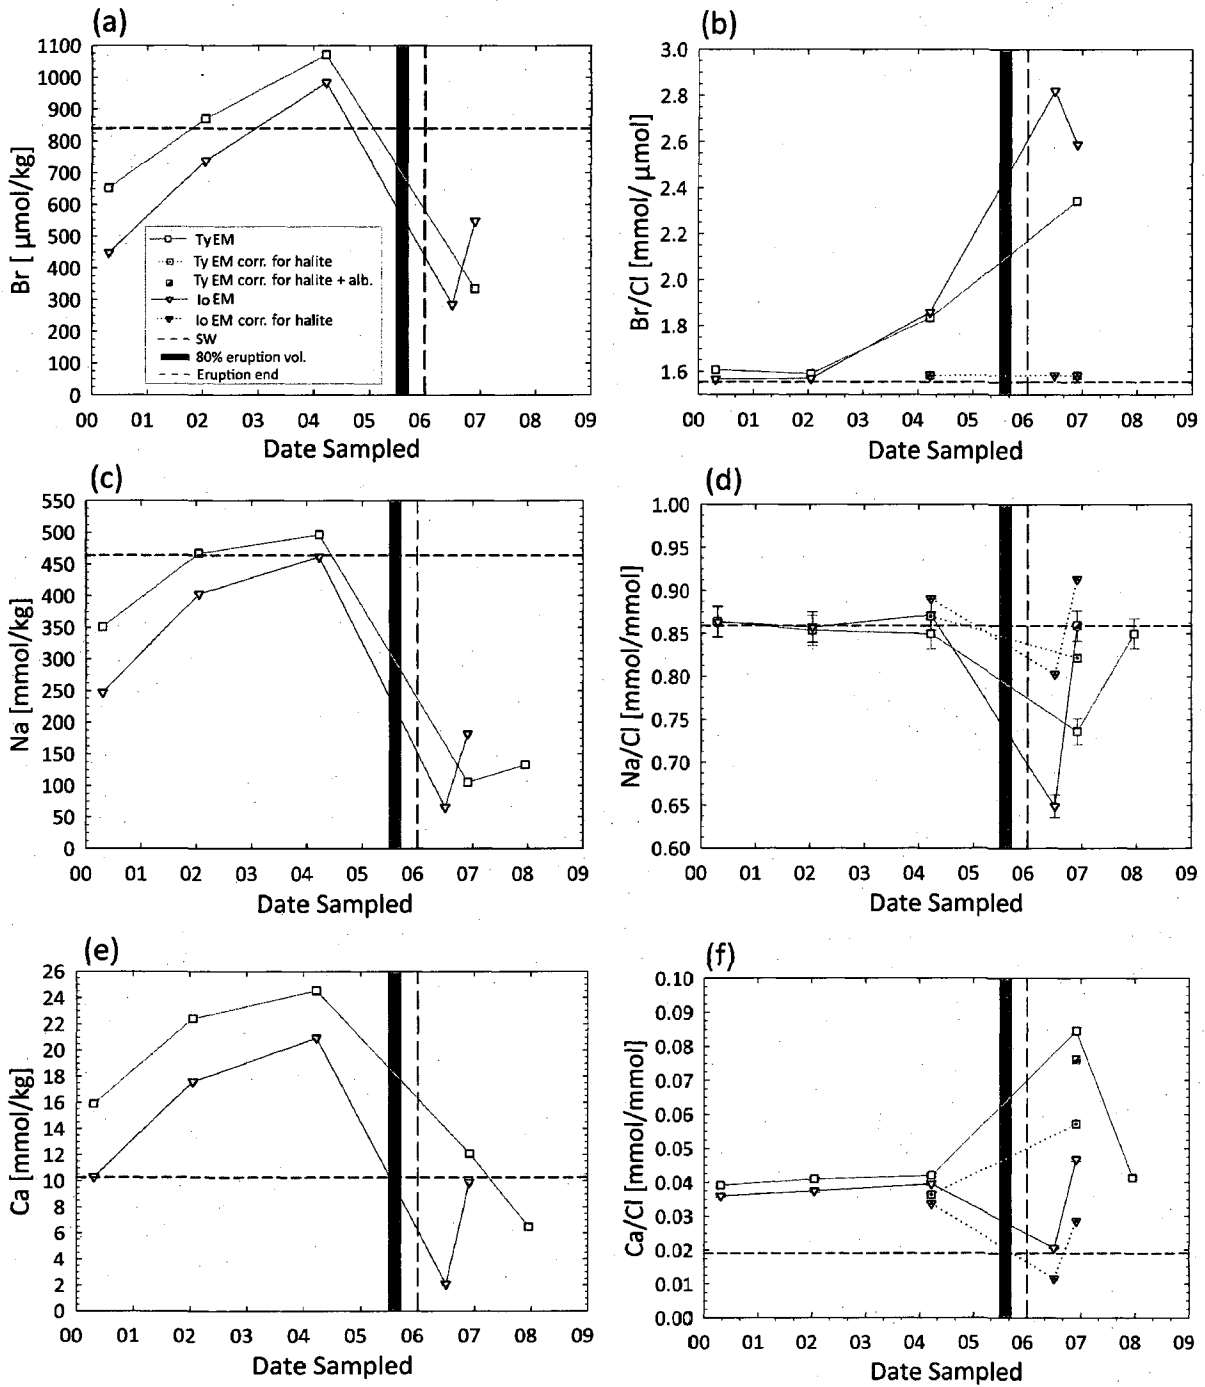 (a)
Br [ µmol/kg]
1100
1000
900
800
700
600
500
400
300
200
100
0
Ty EM
Ty EM corr. for halite
Ty EM corr. for halite + alb.
Io EM
Io EM corr. for halite
SW
80% eruption vol.
Eruption end
00 01 02 03 04 05 06 07 08 09
Date Sampled
(b)
Br/Cl [mmol/ µmol]
3.0
2.8
2.6
2.4
2.2
2.0
1.8
1.6
00 01 02 03 04 05 06 07 08 09
Date Sampled
(c)
Na [mmol/kg]
550
500
450
400
350
300
250
200
150
100
50
0
00 01 02 03 04 05 06 07 08 09
Date Sampled
(d)
Na/Cl [mmol/mmol]
1.00
0.95
0.90
0.85
0.80
0.75
0.70
0.65
0.60
00 01 02 03 04 05 06 07 08 09
Date Sampled
(e)
Ca [mmol/kg]
26
24
22
20
18
16
14
12
10
8
6
4
2
0
00 01 02 03 04 05 06 07 08 09
Date Sampled
(f)
Ca/Cl [mmol/mmol]
0.10
0.09
0.08
0.07
0.06
0.05
0.04
0.03
0.02
0.01
0.00
00 01 02 03 04 05 06 07 08 09
Date Sampled